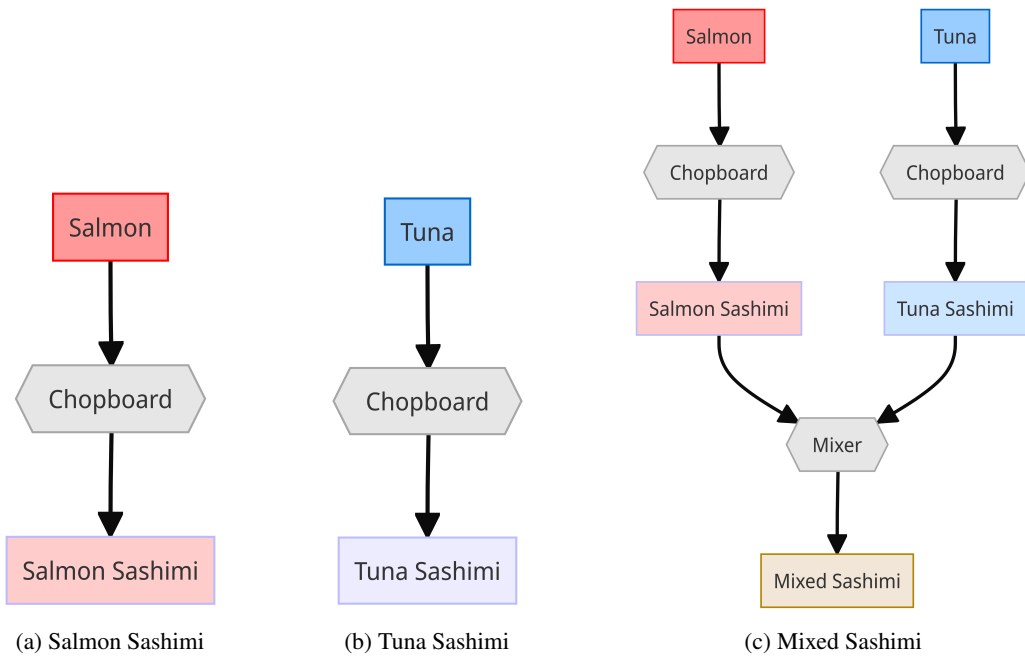 Salmon
Chopboard
Salmon Sashimi
(a) Salmon Sashimi
Tuna
Chopboard
Tuna Sashimi
(b) Tuna Sashimi
Salmon
Tuna
Chopboard
Chopboard
Salmon Sashimi
Tuna Sashimi
Mixer
Mixed Sashimi
(c) Mixed Sashimi